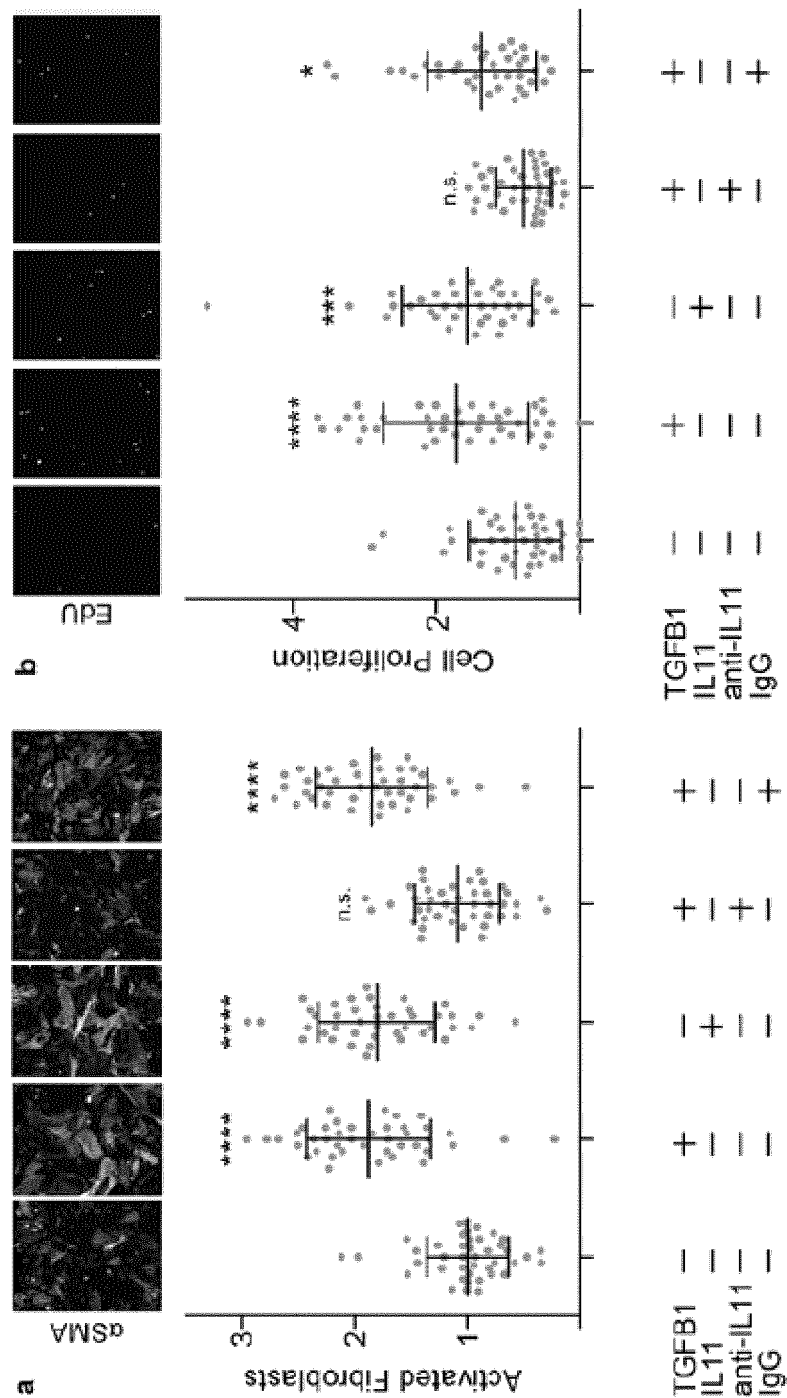 a
αSMA
Activated Fibroblasts
3
2
1
****
****
n.s.
****
TGFB1 − + − + +
IL11 − − + − −
anti-IL11 − − − + −
IgG − − − − +
b
EdU
Cell Proliferation
4
2
****
***
n.s.
*
TGFB1 − + − + +
IL11 − − + − −
anti-IL11 − − − + −
IgG − − − − +